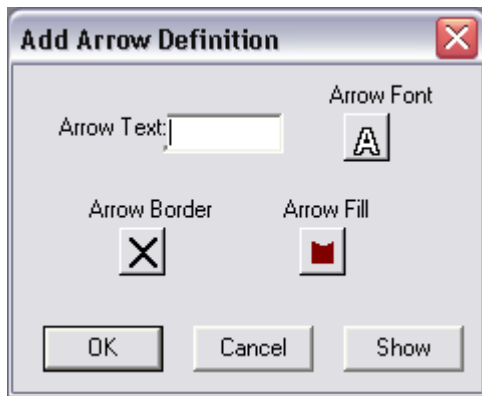 Add Arrow Definition
Arrow Font
Arrow Text:
A
Arrow Border Arrow Fill
OK Cancel Show